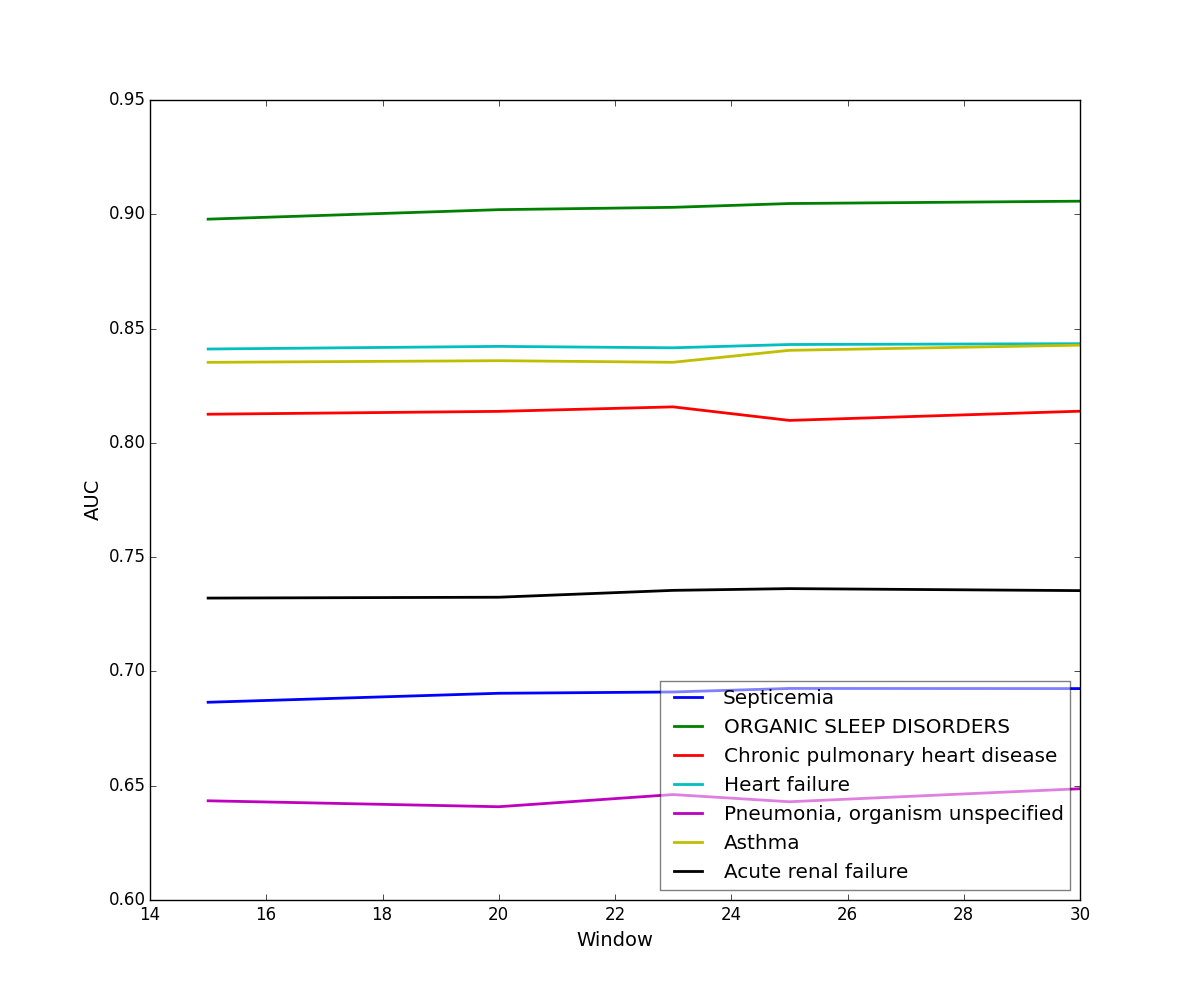 0.95
0.90
0.85
0.80
0.75
0.70
0.65
0.60
AUC
Septicemia
ORGANIC SLEEP DISORDERS
Chronic pulmonary heart disease
Heart failure
Pneumonia, organism unspecified
Asthma
Acute renal failure
14 16 18 20 22 24 26 28 30
Window